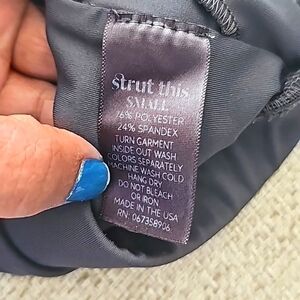 strut this
SMALL
76% POLYESTER
24% SPANDEX
TURN GARMENT
INSIDE OUT WASH
COLORS SEPARATELY
MACHINE WASH COLD
HANG DRY
DO NOT BLEACH
OR IRON
MADE IN THE USA
RN: 067358906